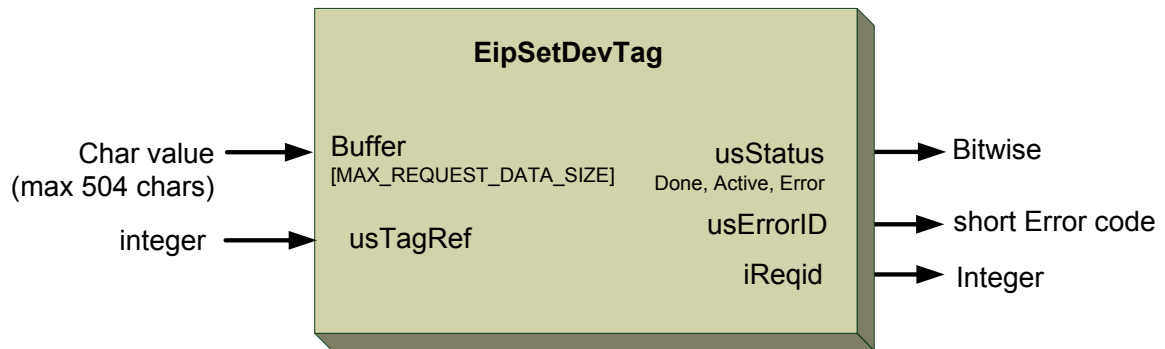 EipSetDevTag
Char value
(max 504 chars)
integer
Buffer
[MAX_REQUEST_DATA_SIZE]
usTagRef
usStatus
Done, Active, Error
usErrorID
iReqid
Bitwise
short Error code
Integer